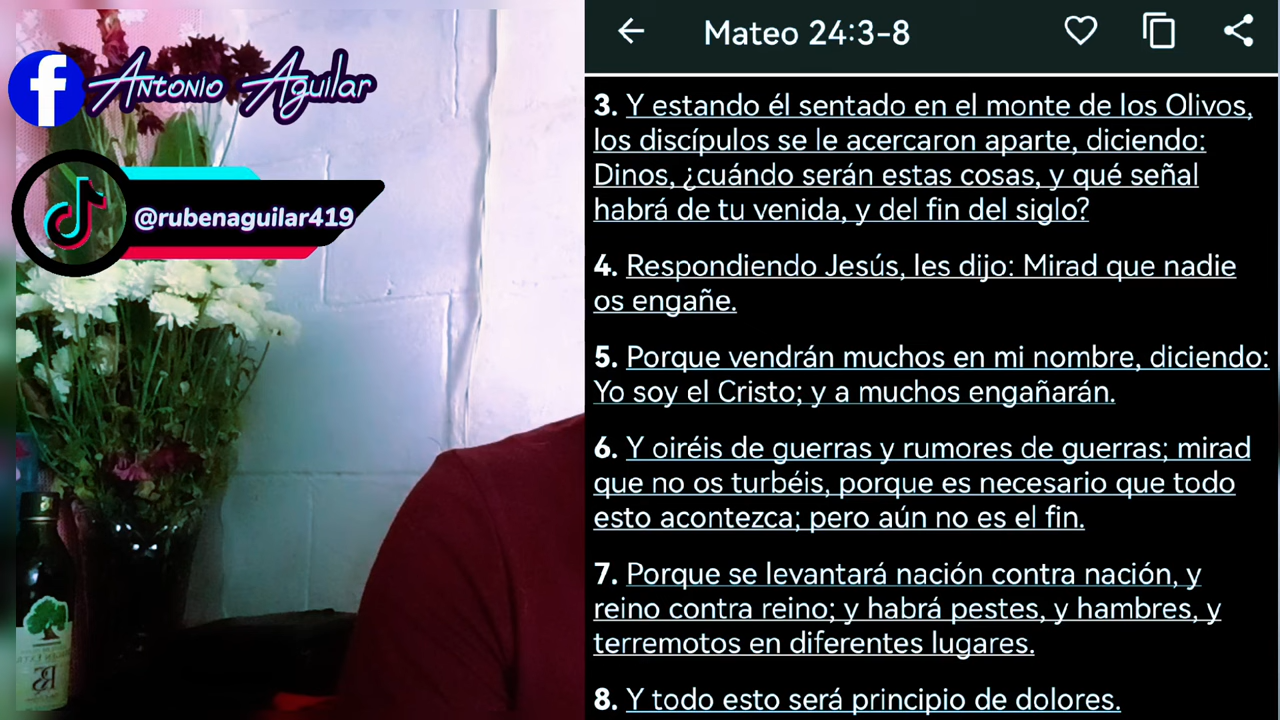 Antonio Aguilar
@rubenaguilar419
Mateo 24:3-8
3. Y estando él sentado en el monte de los Olivos,
los discípulos se le acercaron aparte, diciendo:
Dinos, ¿cuándo serán estas cosas, y qué señal
habrá de tu venida, y del fin del siglo?
4. Respondiendo Jesús, les dijo: Mirad que nadie
os engañe.
5. Porque vendrán muchos en mi nombre, diciendo:
Yo soy el Cristo; y a muchos engañarán.
6. Y oiréis de guerras y rumores de guerras; mirad
que no os turbéis, porque es necesario que todo
esto acontezca; pero aún no es el fin.
7. Porque se levantará nación contra nación, y
reino contra reino; y habrá pestes, y hambres, y
terremotos en diferentes lugares.
8. Y todo esto será principio de dolores.